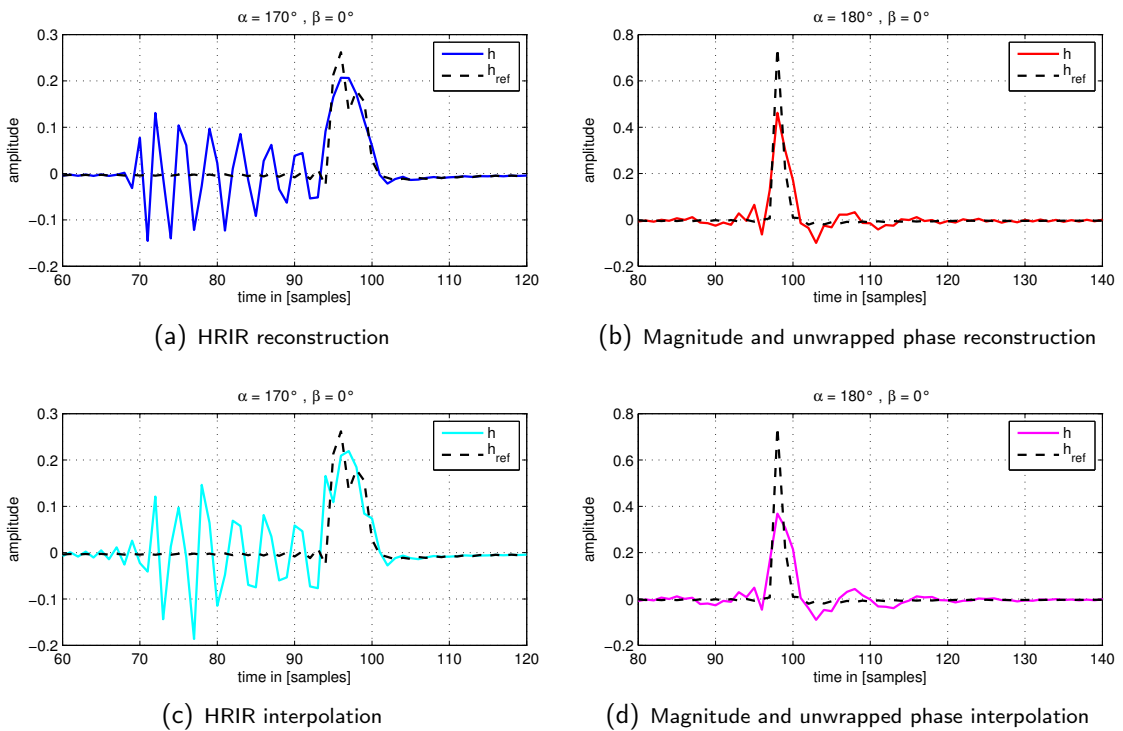 α = 170° , β = 0°
0.3
0.2
0.1
0
−0.1
−0.2
amplitude
h
h_ref
60 70 80 90 100 110 120
time in [samples]
(a) HRIR reconstruction
α = 180° , β = 0°
0.8
0.6
0.4
0.2
0
−0.2
amplitude
h
h_ref
80 90 100 110 120 130 140
time in [samples]
(b) Magnitude and unwrapped phase reconstruction
α = 170° , β = 0°
0.3
0.2
0.1
0
−0.1
−0.2
amplitude
h
h_ref
60 70 80 90 100 110 120
time in [samples]
(c) HRIR interpolation
α = 180° , β = 0°
0.8
0.6
0.4
0.2
0
−0.2
amplitude
h
h_ref
80 90 100 110 120 130 140
time in [samples]
(d) Magnitude and unwrapped phase interpolation